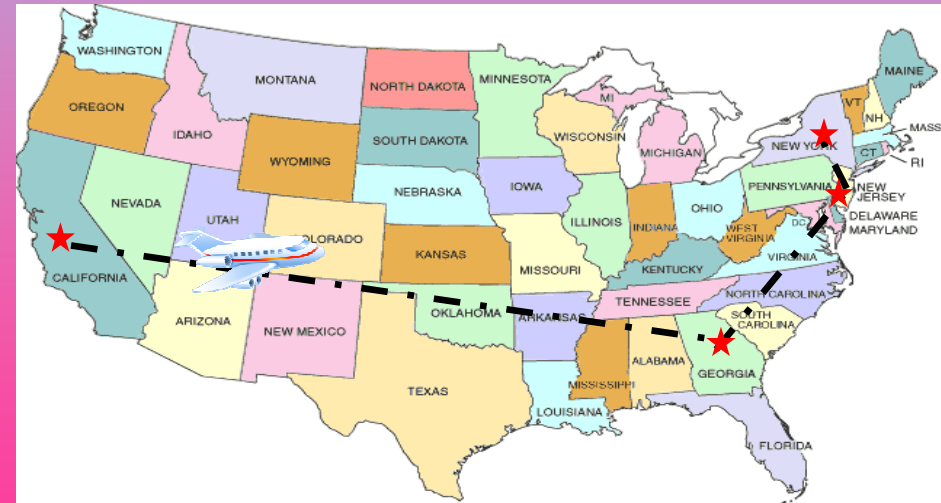 WASHINGTON
MONTANA
NORTH DAKOTA
MINNESOTA
MAINE
OREGON
IDAHO
WYOMING
SOUTH DAKOTA
WISCONSIN
MI
MICHIGAN
NEW YORK
VT
NH
MASS
CT
RI
NEVADA
UTAH
COLORADO
NEBRASKA
IOWA
ILLINOIS
INDIANA
OHIO
PENNSYLVANIA
NEW
JERSEY
DELAWARE
MARYLAND
DC
CALIFORNIA
KANSAS
MISSOURI
KENTUCKY
WEST
VIRGINIA
VIRGINIA
ARIZONA
NEW MEXICO
OKLAHOMA
ARKANSAS
TENNESSEE
NORTH CAROLINA
SOUTH
CAROLINA
TEXAS
LOUISIANA
MISSISSIPPI
ALABAMA
GEORGIA
FLORIDA